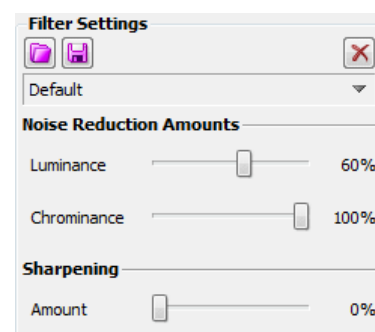 Filter Settings
Default
Noise Reduction Amounts
Luminance 60%
Chrominance 100%
Sharpening
Amount 0%